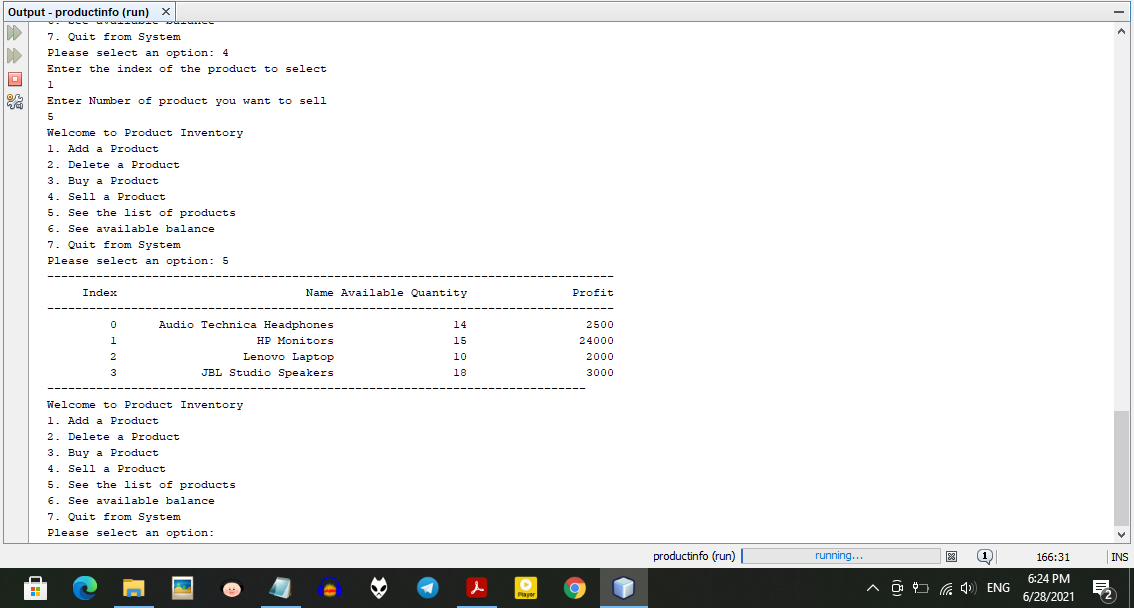 Output - productinfo (run)
6. See available balance
7. Quit from System
Please select an option: 4
Enter the index of the product to select
1
Enter Number of product you want to sell
5
Welcome to Product Inventory
1. Add a Product
2. Delete a Product
3. Buy a Product
4. Sell a Product
5. See the list of products
6. See available balance
7. Quit from System
Please select an option: 5
---------------------------------------------------------------------------------
Index Name Available Quantity Profit
---------------------------------------------------------------------------------
0 Audio Technica Headphones 14 2500
1 HP Monitors 15 24000
2 Lenovo Laptop 10 2000
3 JBL Studio Speakers 18 3000
-----------------------------------------------------------------------------
Welcome to Product Inventory
1. Add a Product
2. Delete a Product
3. Buy a Product
4. Sell a Product
5. See the list of products
6. See available balance
7. Quit from System
Please select an option:
productinfo (run) running... 1 166:31 INS
Player
ENG 6:24 PM 2
6/28/2021